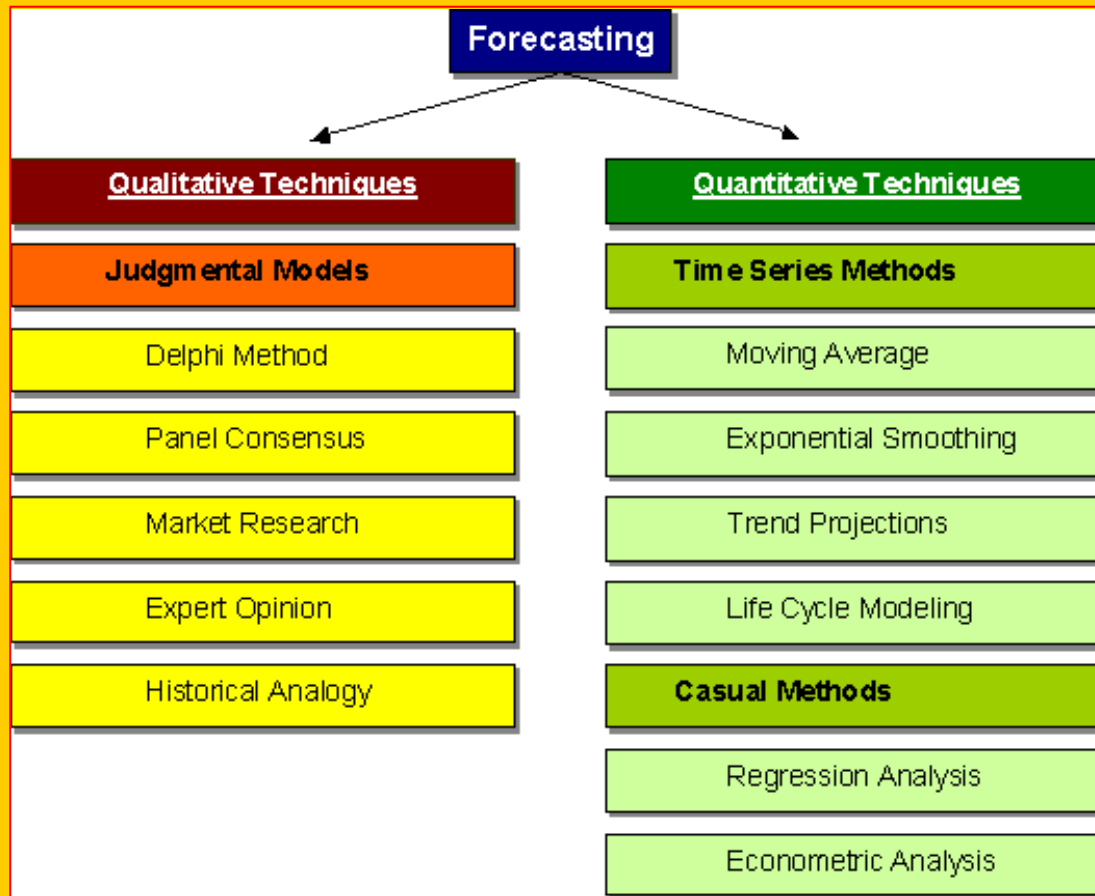 Forecasting
Qualitative Techniques
Judgmental Models
Delphi Method
Panel Consensus
Market Research
Expert Opinion
Historical Analogy
Quantitative Techniques
Time Series Methods
Moving Average
Exponential Smoothing
Trend Projections
Life Cycle Modeling
Casual Methods
Regression Analysis
Econometric Analysis